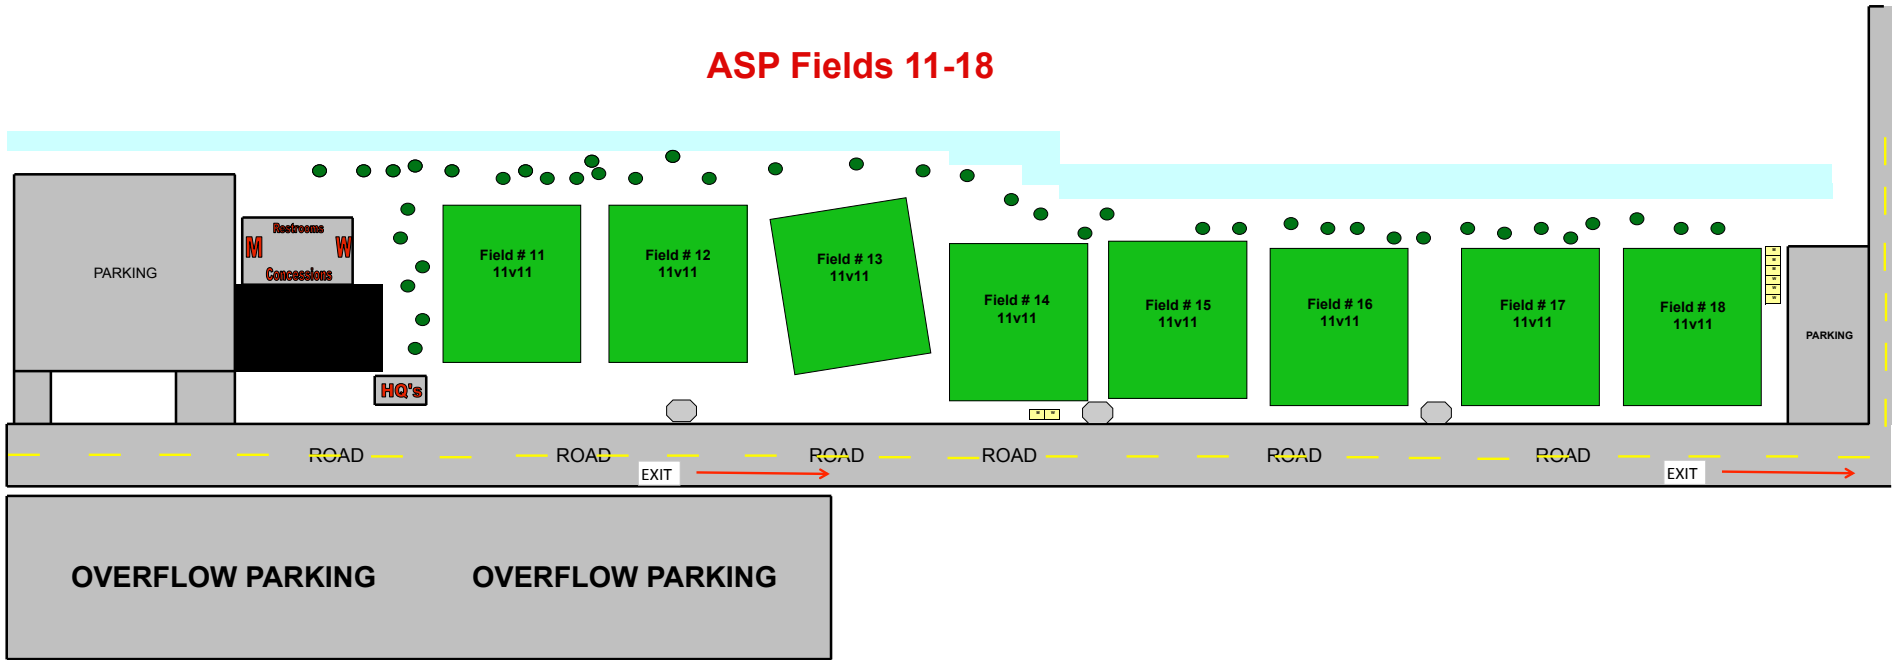 ASP Fields 11-18
Restrooms
M W
Concessions
PARKING
HQ's
Field # 11
11v11
Field # 12
11v11
Field # 13
11v11
Field # 14
11v11
Field # 15
11v11
Field # 16
11v11
Field # 17
11v11
Field # 18
11v11
PARKING
ROAD ROAD ROAD ROAD ROAD ROAD
EXIT EXIT
OVERFLOW PARKING OVERFLOW PARKING